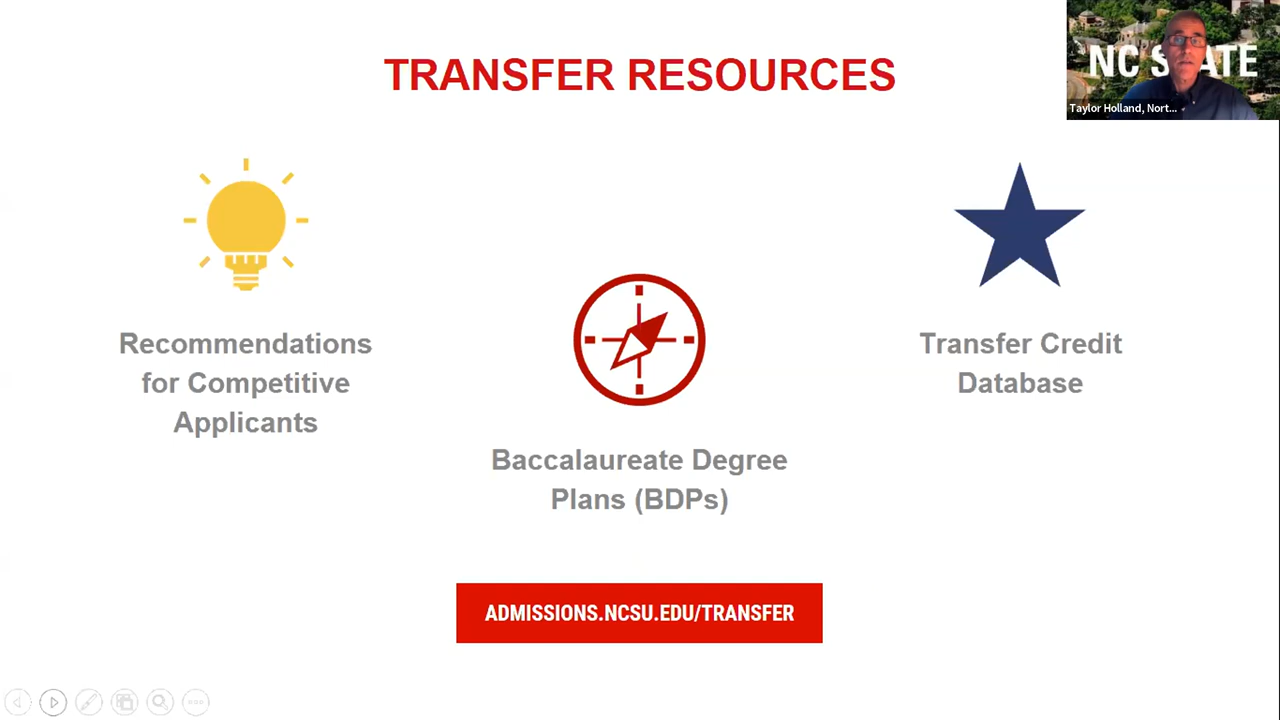 TRANSFER RESOURCES
NC STATE
Taylor Holland, Nort...
Recommendations
for Competitive
Applicants
Baccalaureate Degree
Plans (BDPs)
Transfer Credit
Database
ADMISSIONS.NCSU.EDU/TRANSFER